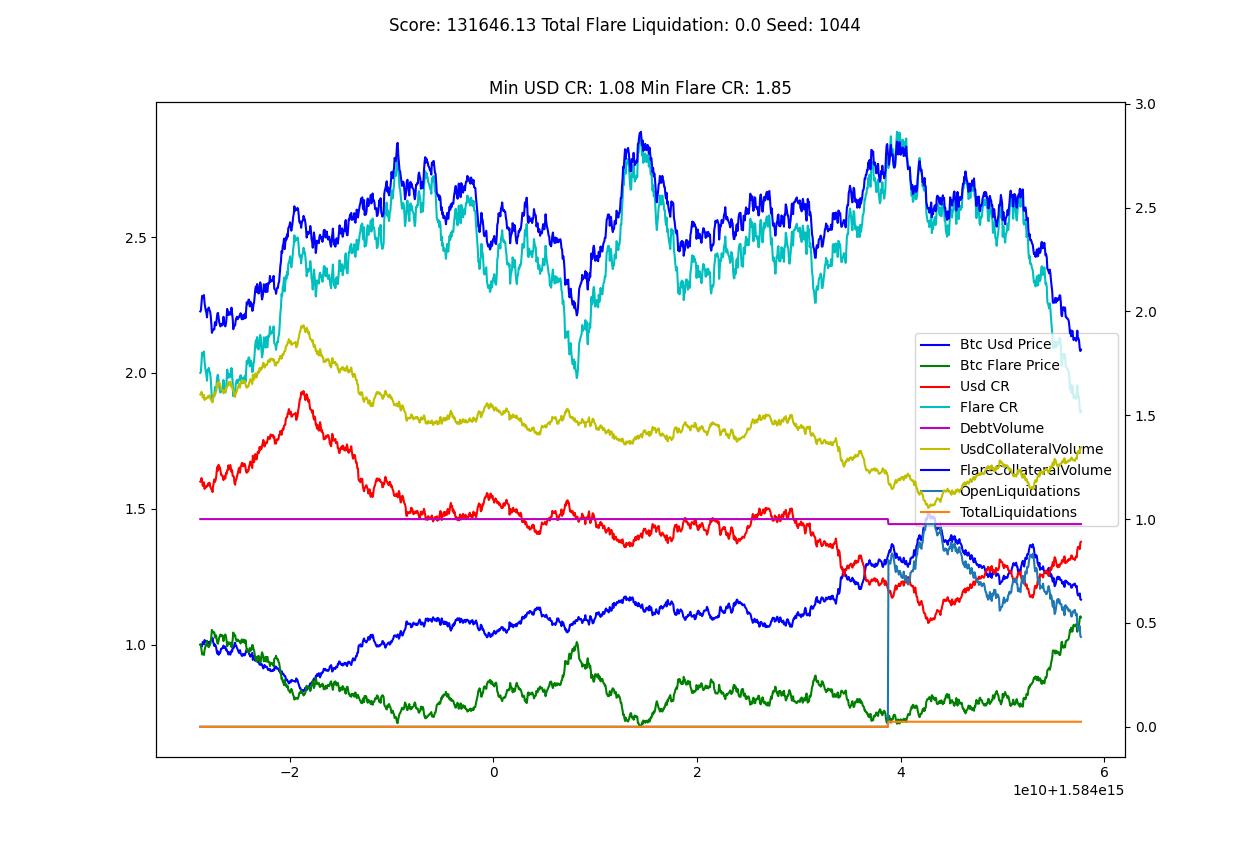 Score: 131646.13 Total Flare Liquidation: 0.0 Seed: 1044
Min USD CR: 1.08 Min Flare CR: 1.85
3.0
2.5
2.5
2.0
2.0
1.5
1.5
1.0
1.0
0.5
0.0
Btc Usd Price
Btc Flare Price
Usd CR
Flare CR
DebtVolume
UsdCollateralVolume
FlareCollateralVolume
OpenLiquidations
TotalLiquidations
−2 0 2 4 6
1e10+1.584e15